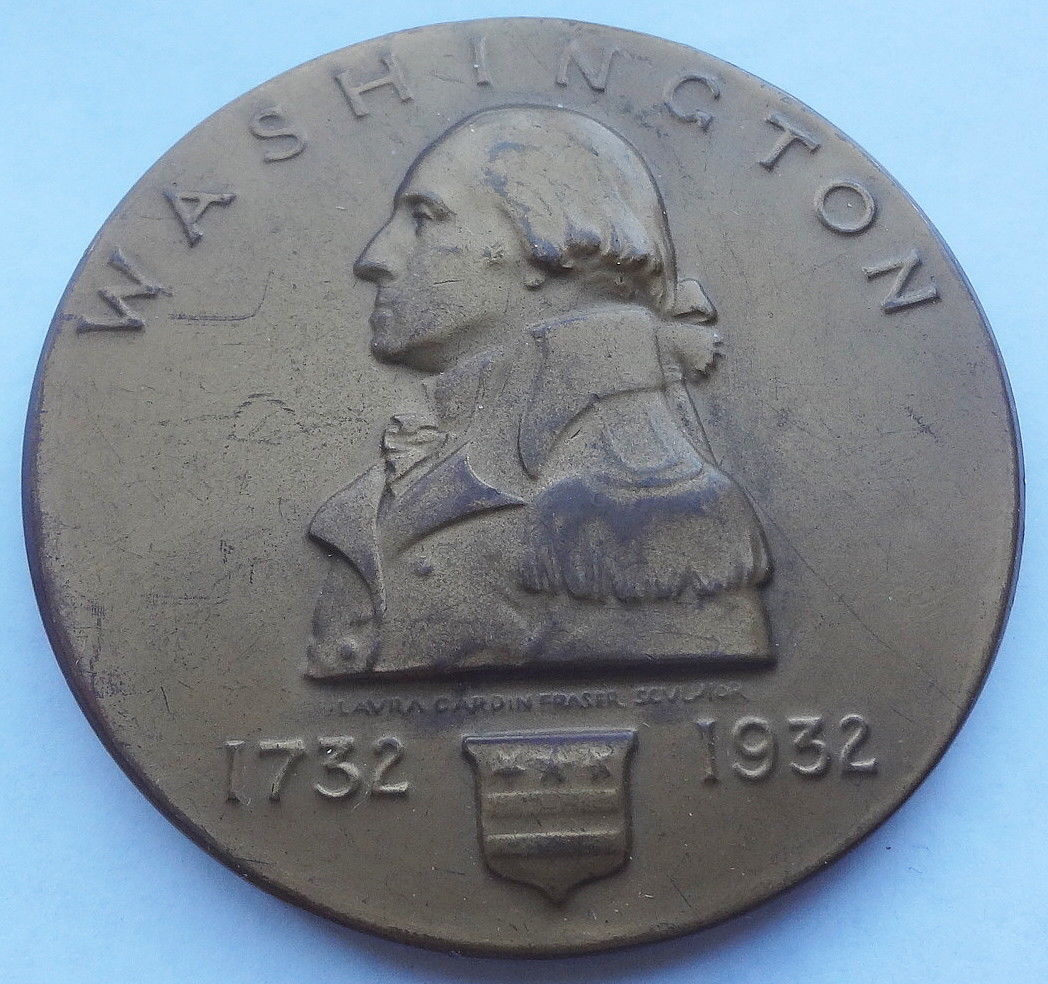 WASHINGTON
LAVRA GARDIN FRASER SCVLPTOR
1732 1932